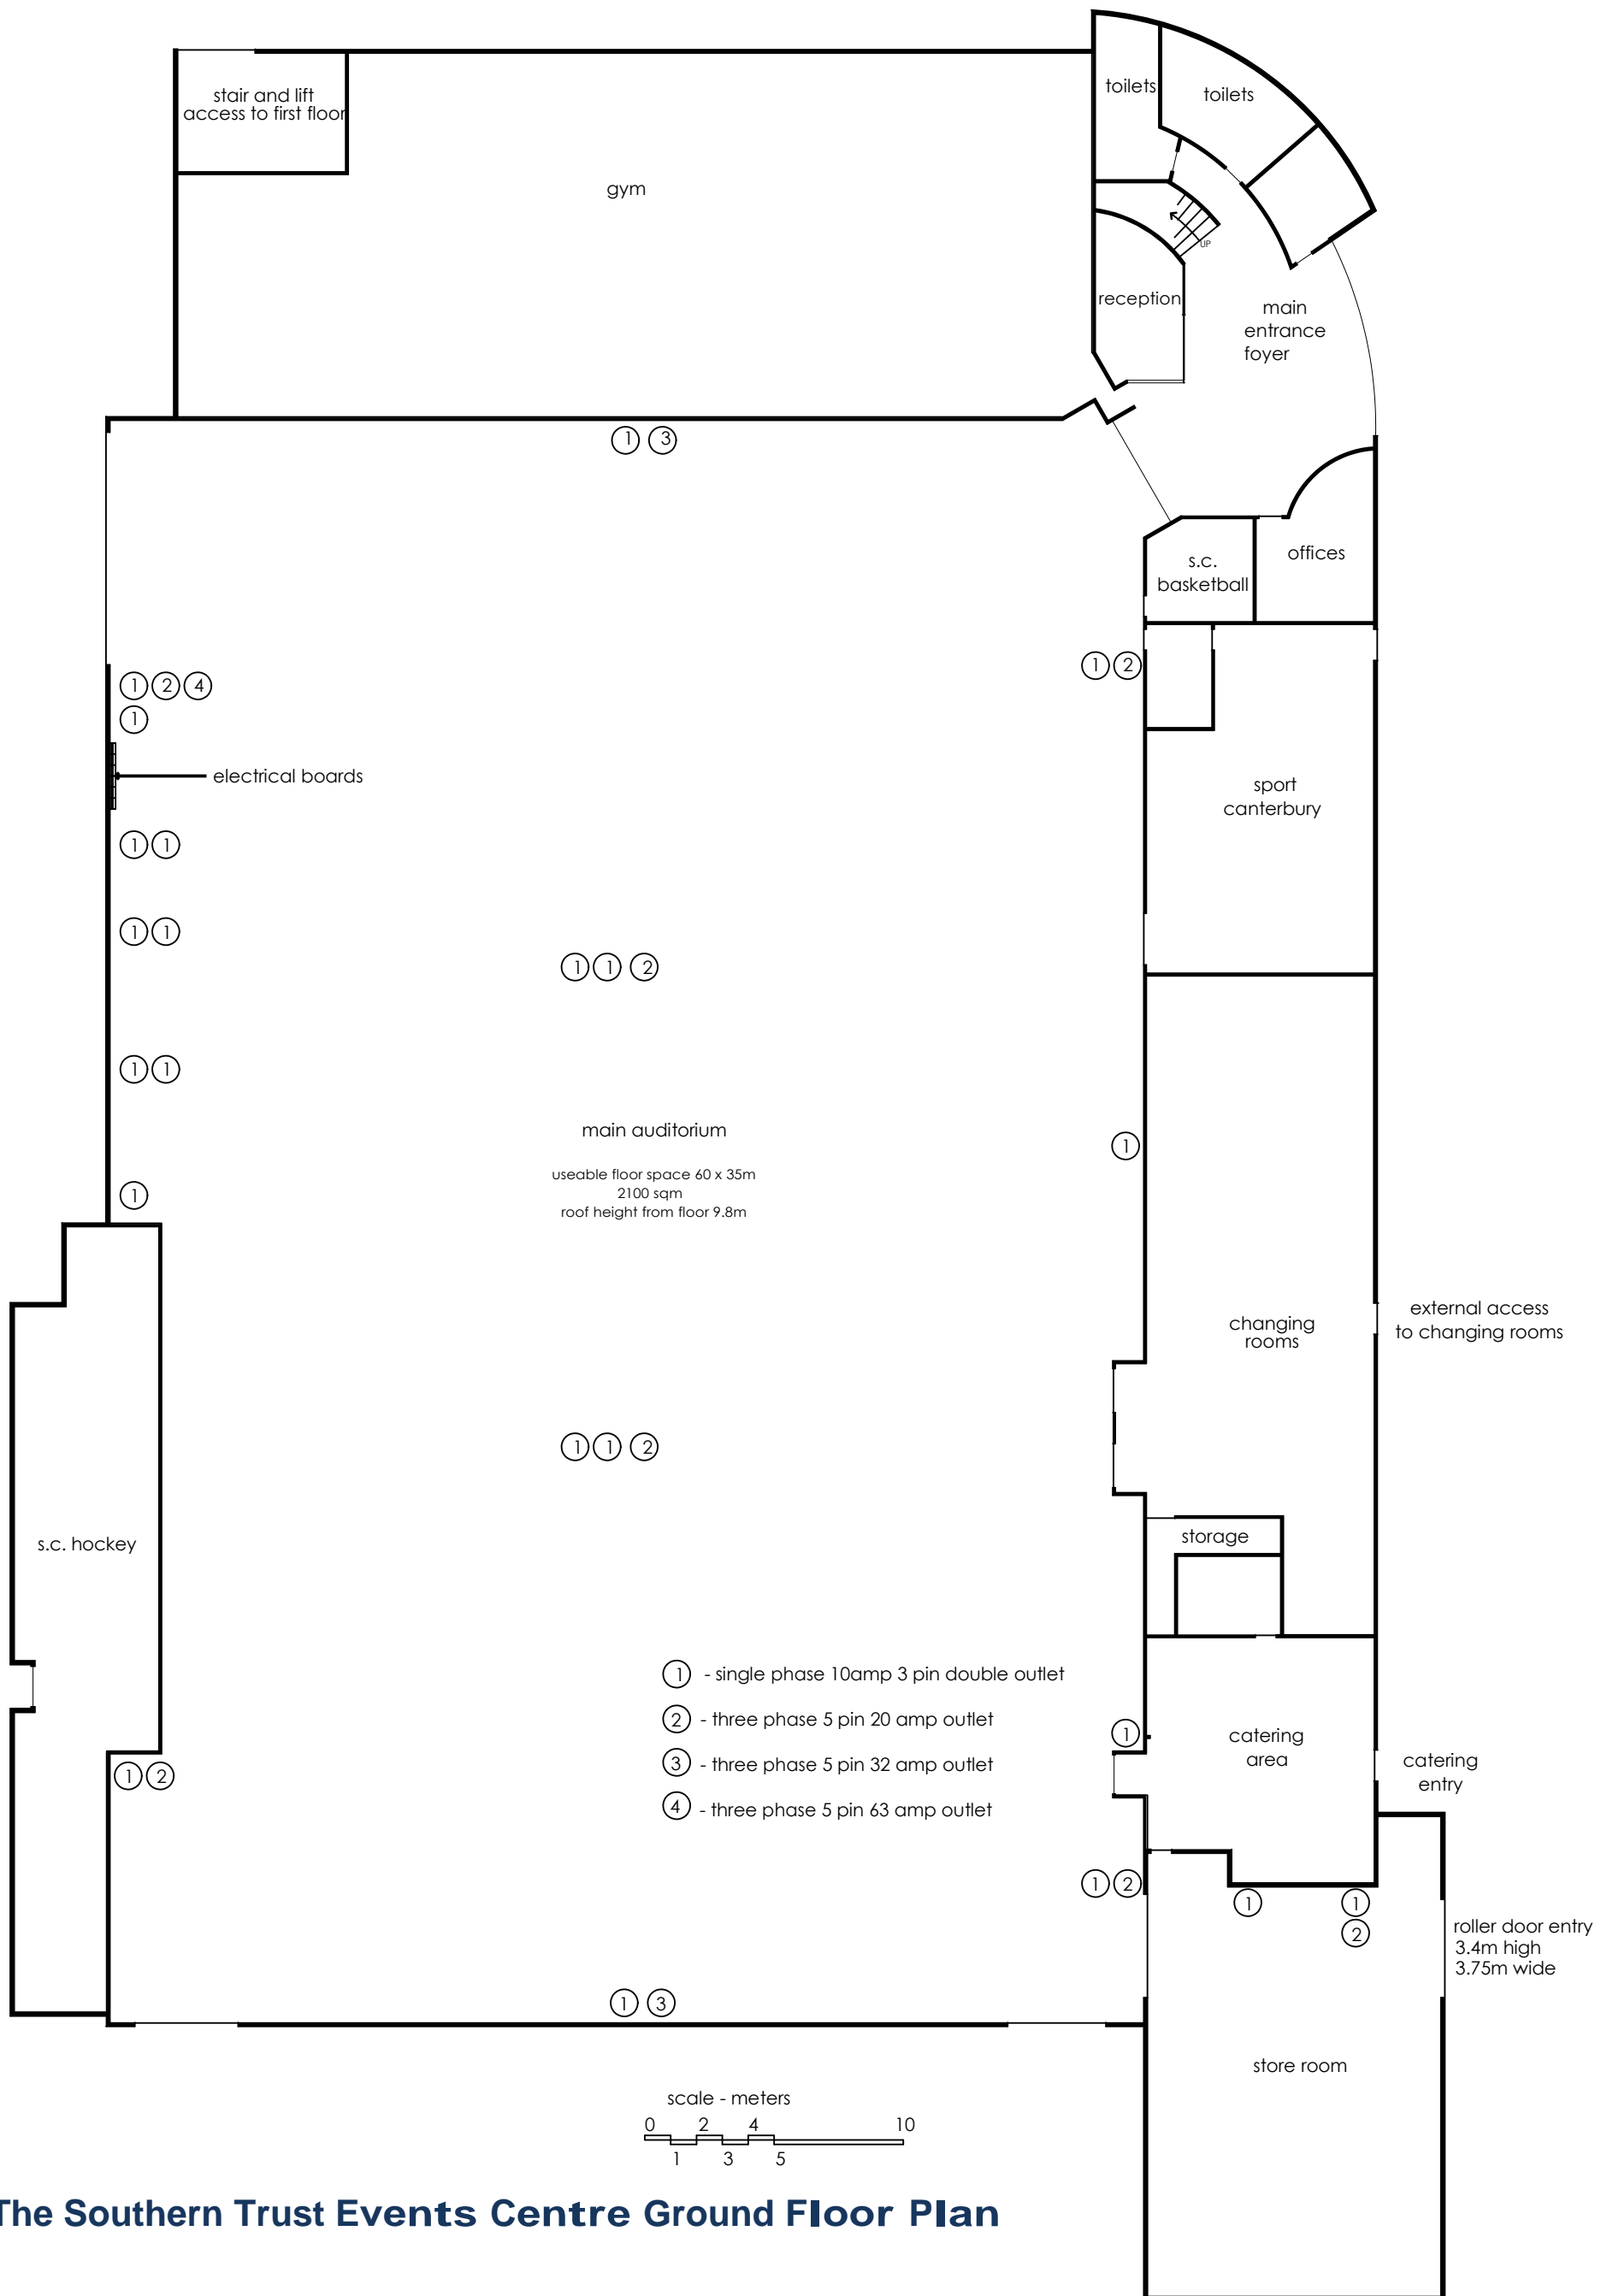 toilets
toilets
stair and lift
access to first floor
gym
UP
reception
main
entrance
foyer
1 3
offices
s.c.
basketball
1 2
1 2 4
1
electrical boards
sport
canterbury
1 1
1 1
1 1 2
1 1
main auditorium
1
useable floor space 60 x 35m
2100 sqm
roof height from floor 9.8m
1
external access
to changing rooms
changing
rooms
1 1 2
s.c. hockey
storage
1 - single phase 10amp 3 pin double outlet
2 - three phase 5 pin 20 amp outlet
3 - three phase 5 pin 32 amp outlet
4 - three phase 5 pin 63 amp outlet
1
catering
area
catering
entry
1 2
1 2
1
1
2
roller door entry
3.4m high
3.75m wide
1 3
store room
scale - meters
0 2 4 10
1 3 5
The Southern Trust Events Centre Ground Floor Plan